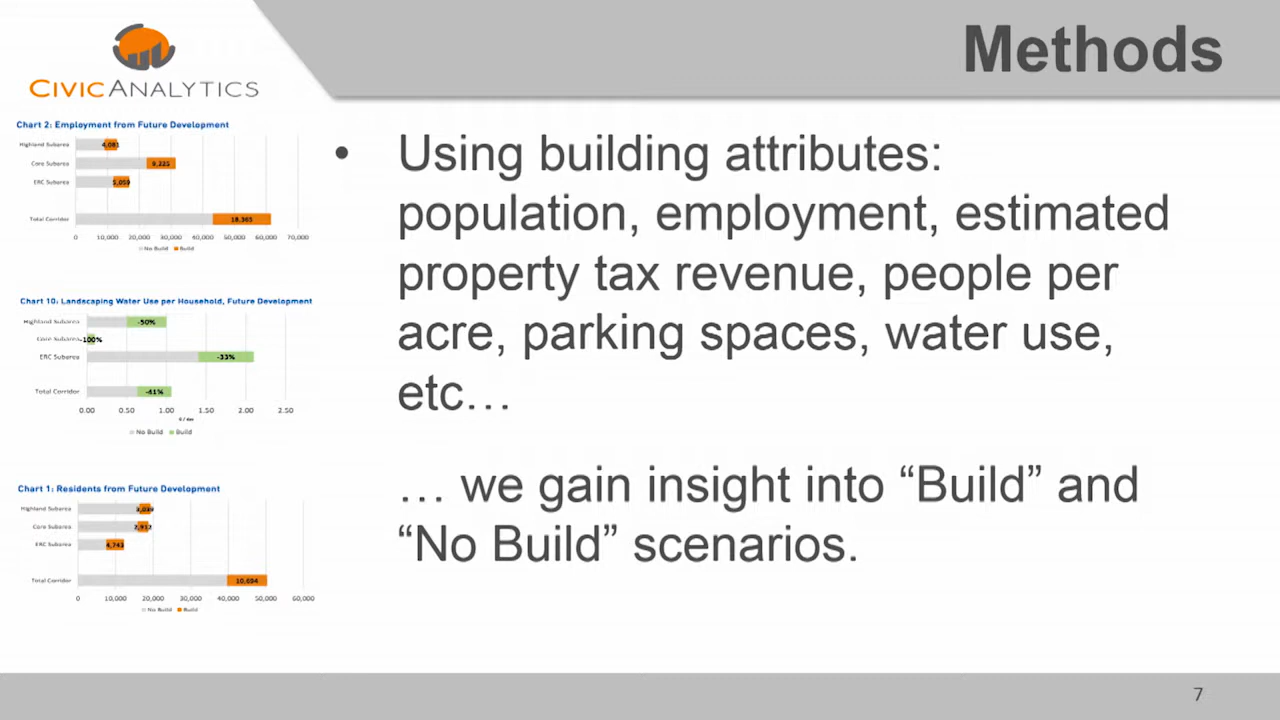 CIVICANALYTICS
Methods
Chart 2: Employment from Future Development
Highland Subarea
4,081
Core Subarea
9,225
ERC Subarea
5,059
Total Corridor
18,365
0 10,000 20,000 30,000 40,000 50,000 60,000 70,000
No Build Build
Chart 10: Landscaping Water Use per Household, Future Development
Highland Subarea
-50%
Core Subarea
-100%
ERC Subarea
-33%
Total Corridor
-41%
0.00 0.50 1.00 1.50 2.00 2.50
No Build Build
Chart 1: Residents from Future Development
Highland Subarea
3,039
Core Subarea
2,912
ERC Subarea
4,743
Total Corridor
10,694
0 10,000 20,000 30,000 40,000 50,000 60,000
No Build Build
• Using building attributes:
population, employment, estimated
property tax revenue, people per
acre, parking spaces, water use,
etc…
… we gain insight into “Build” and
“No Build” scenarios.
7